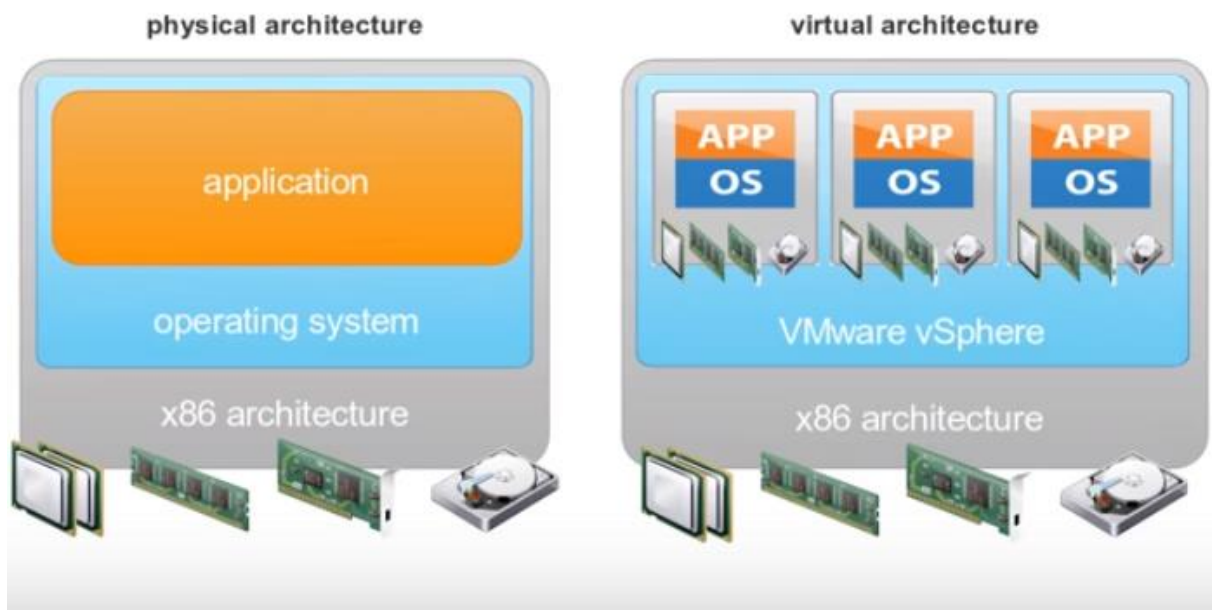 physical architecture
application
operating system
x86 architecture
virtual architecture
APP
OS
APP
OS
APP
OS
VMware vSphere
x86 architecture